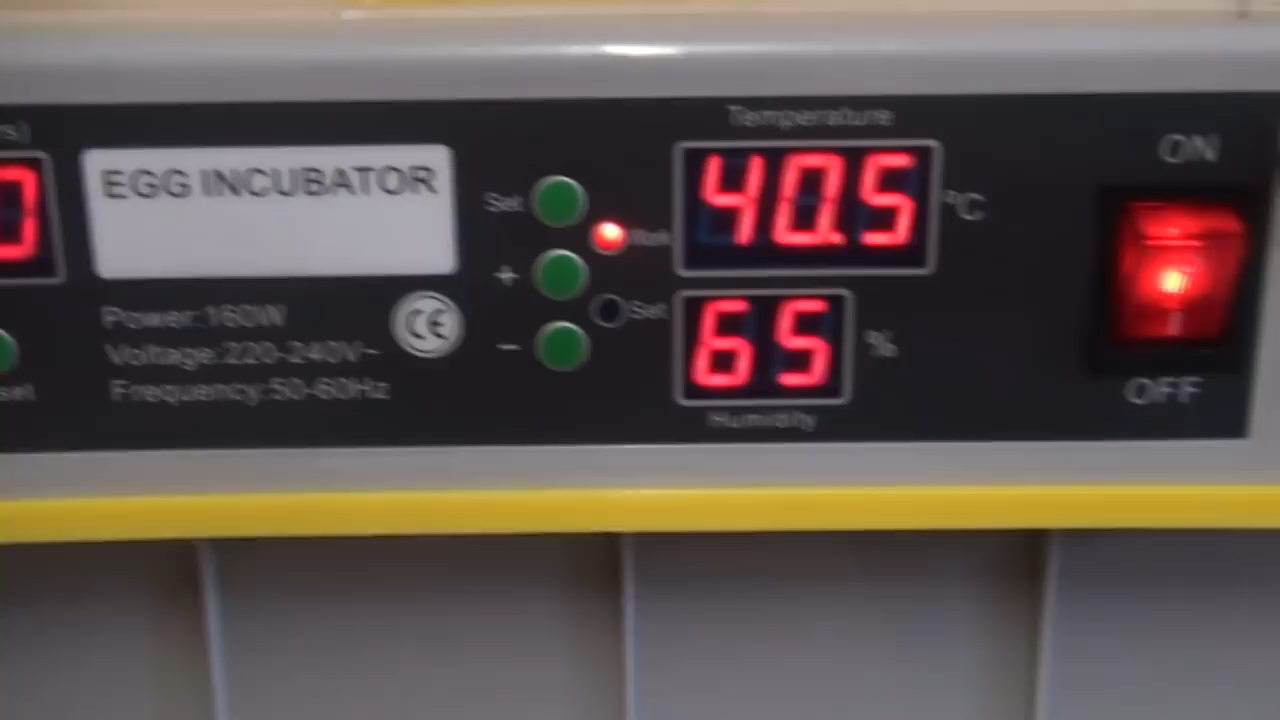 Temperature
ON
EGG INCUBATOR
Set
40.5
°C
Work
+
Set
65
%
-
Power:160W
Voltage:220-240V~
Frequency:50-60Hz
CE
Humidity
OFF